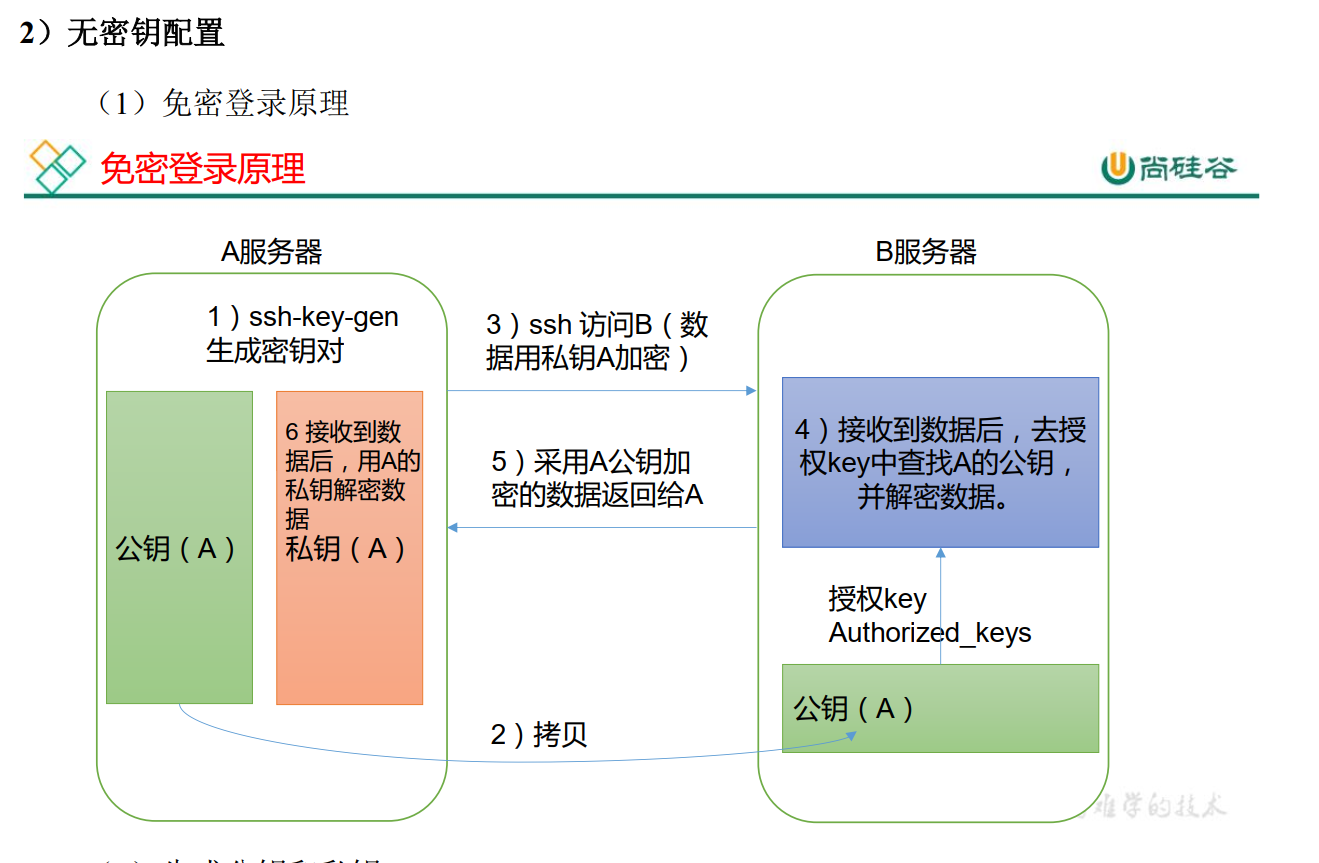 2）无密钥配置
（1）免密登录原理
免密登录原理
尚硅谷
A服务器
B服务器
1）ssh-key-gen
生成密钥对
公钥（A）
6 接收到数
据后，用A的
私钥解密数
据
私钥（A）
3）ssh 访问B（数
据用私钥A加密）
5）采用A公钥加
密的数据返回给A
2）拷贝
4）接收到数据后，去授
权key中查找A的公钥，
并解密数据。
授权key
Authorized_keys
公钥（A）
难学的技术